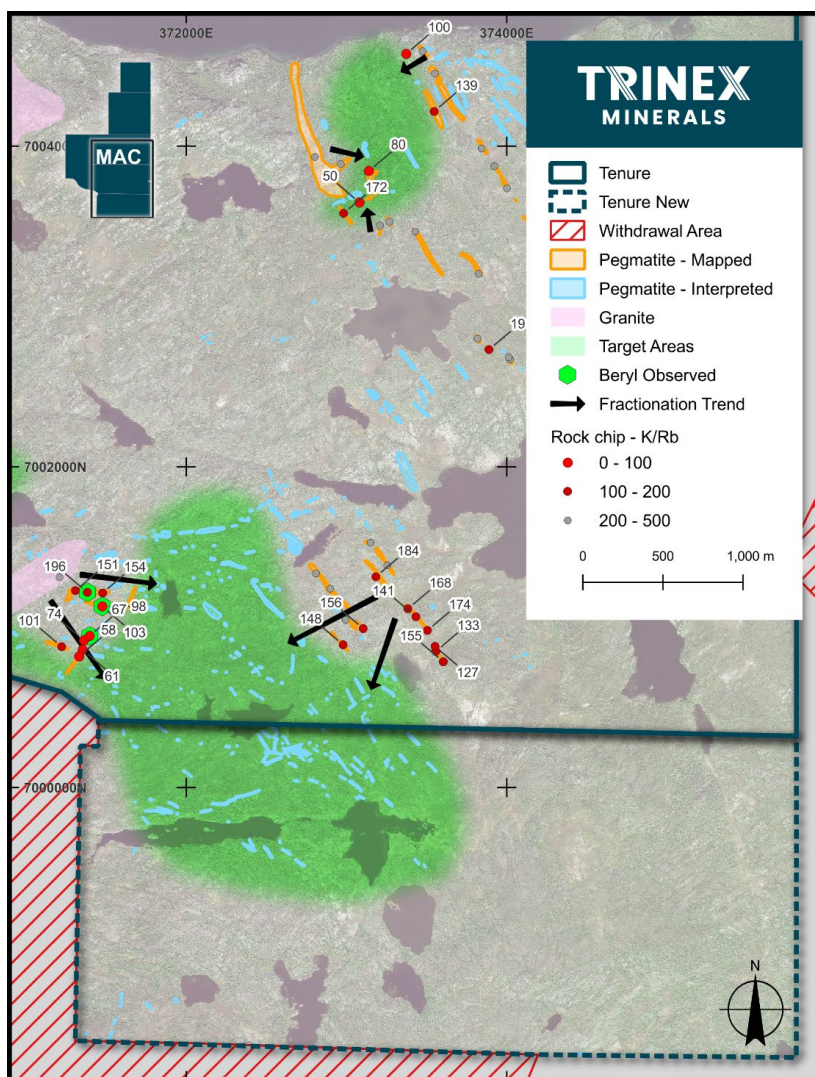 372000E
374000E
100
TRINEX
MINERALS
139
7004000N
MAC
80
50
172
Tenure
Tenure New
Withdrawal Area
Pegmatite - Mapped
Pegmatite - Interpreted
Granite
Target Areas
Beryl Observed
Fractionation Trend
Rock chip - K/Rb
0 - 100
100 - 200
200 - 500
0 500 1,000 m
19
7002000N
184
196 151 154
141 168
156
74 67 98
148 174
101 58 103
155 133
61
127
7000000N
N